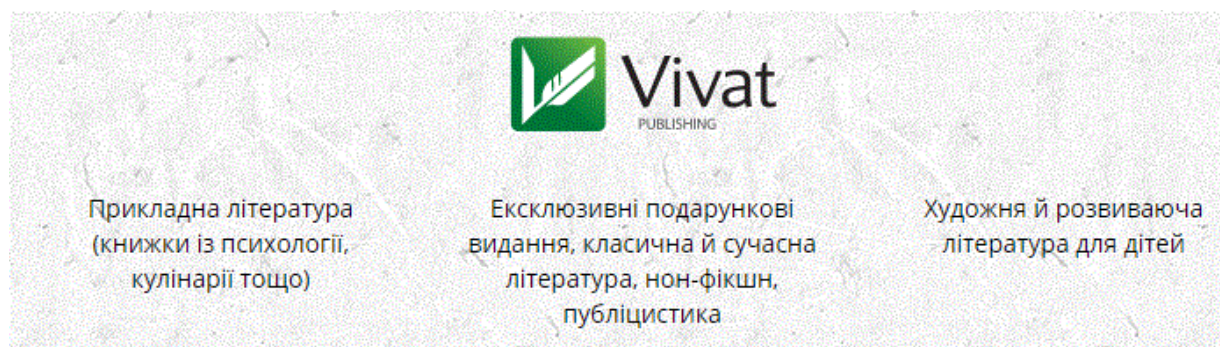 Vivat
PUBLISHING
Прикладна література
(книжки із психології,
кулінарії тощо)
Ексклюзивні подарункові
видання, класична й сучасна
література, нон-фікшн,
публіцистика
Художня й розвиваюча
література для дітей